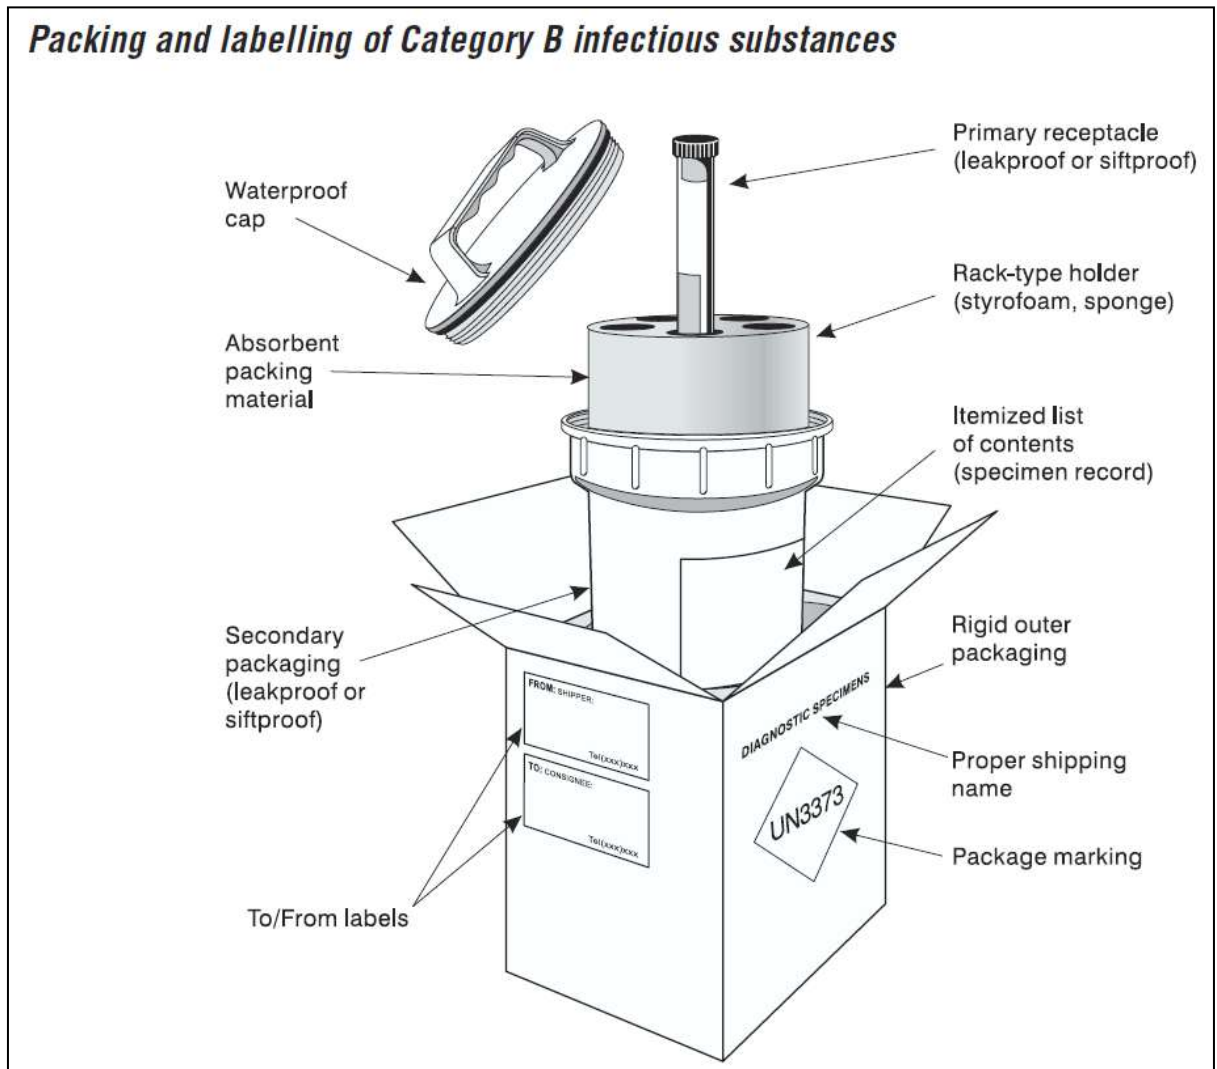 Packing and labelling of Category B infectious substances
Primary receptacle
(leakproof or siftproof)
Waterproof
cap
Rack-type holder
(styrofoam, sponge)
Absorbent
packing
material
Itemized list
of contents
(specimen record)
Secondary
packaging
(leakproof or
siftproof)
Rigid outer
packaging
FROM: SHIPPER:
Tel(xxx)xxx
TO: CONSIGNEE:
Tel(xxx)xxx
DIAGNOSTIC SPECIMENS
UN3373
Proper shipping
name
Package marking
To/From labels